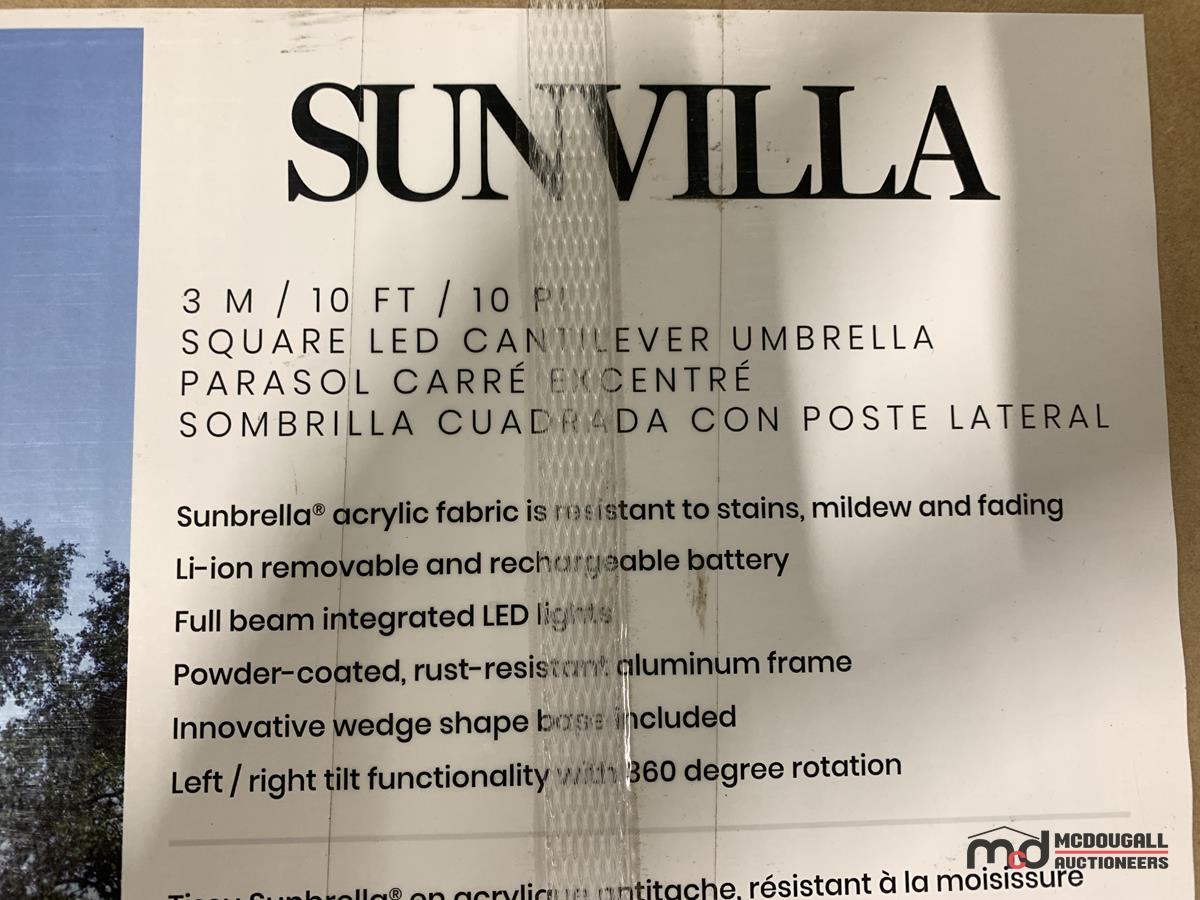 SUNVILLA
3 M / 10 FT / 10 PI
SQUARE LED CANTILEVER UMBRELLA
PARASOL CARRÉ EXCENTRÉ
SOMBRILLA CUADRADA CON POSTE LATERAL
Sunbrella® acrylic fabric is resistant to stains, mildew and fading
Li-ion removable and rechargeable battery
Full beam integrated LED lights
Powder-coated, rust-resistant aluminum frame
Innovative wedge shape base included
Left / right tilt functionality with 360 degree rotation
Tissu Sunbrella® en acrylique antitache, résistant à la moisissure
mcd MCDOUGALL
AUCTIONEERS